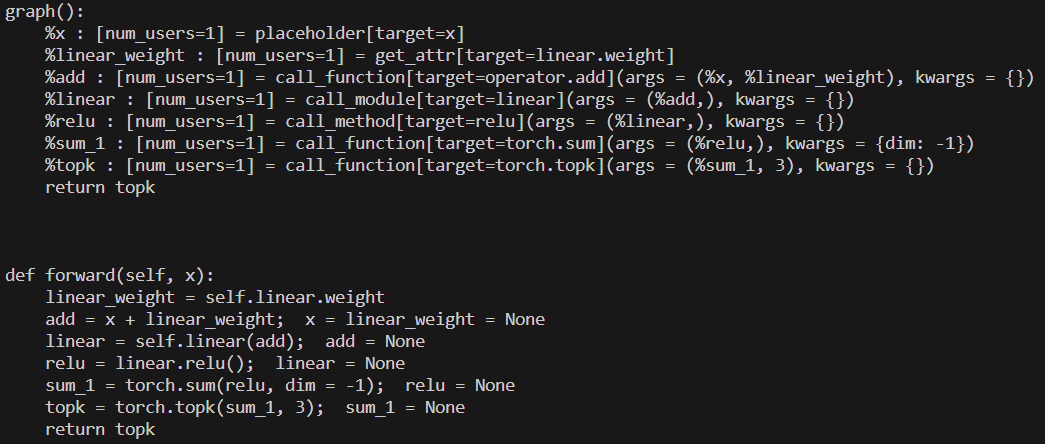 graph():
    %x : [num_users=1] = placeholder[target=x]
    %linear_weight : [num_users=1] = get_attr[target=linear.weight]
    %add : [num_users=1] = call_function[target=operator.add](args = (%x, %linear_weight), kwargs = {})
    %linear : [num_users=1] = call_module[target=linear](args = (%add,), kwargs = {})
    %relu : [num_users=1] = call_method[target=relu](args = (%linear,), kwargs = {})
    %sum_1 : [num_users=1] = call_function[target=torch.sum](args = (%relu,), kwargs = {dim: -1})
    %topk : [num_users=1] = call_function[target=torch.topk](args = (%sum_1, 3), kwargs = {})
    return topk
def forward(self, x):
    linear_weight = self.linear.weight
    add = x + linear_weight;  x = linear_weight = None
    linear = self.linear(add);  add = None
    relu = linear.relu();  linear = None
    sum_1 = torch.sum(relu, dim = -1);  relu = None
    topk = torch.topk(sum_1, 3);  sum_1 = None
    return topk